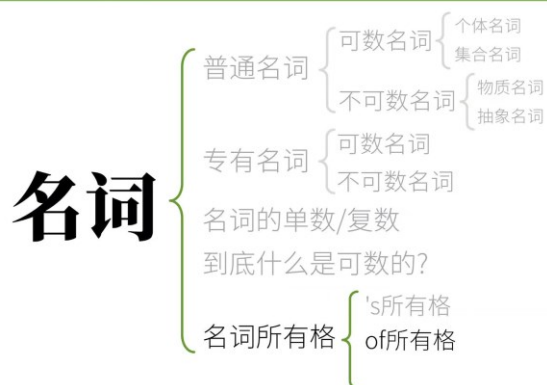 名词
普通名词
可数名词
个体名词
集合名词
不可数名词
物质名词
抽象名词
专有名词
可数名词
不可数名词
名词的单数/复数
到底什么是可数的?
名词所有格
's所有格
of所有格